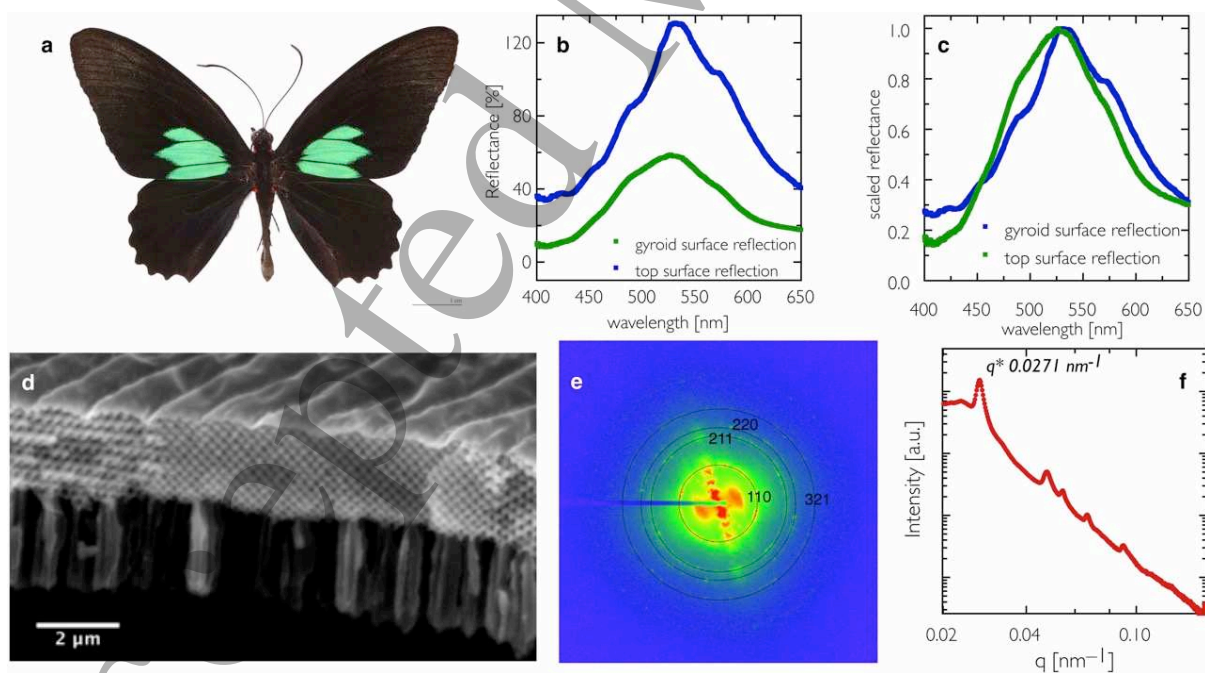 a
1 cm
b
Reflectance [%]
120
80
40
0
gyroid surface reflection
top surface reflection
400 450 500 550 600 650
wavelength [nm]
c
scaled reflectance
1.0
0.8
0.6
0.4
0.2
0.0
gyroid surface reflection
top surface reflection
400 450 500 550 600 650
wavelength [nm]
d
2 µm
e
220
211
110
321
f
q* 0.0271 nm-1
Intensity [a.u.]
0.02 0.04 0.10
q [nm-1]
Accepted M